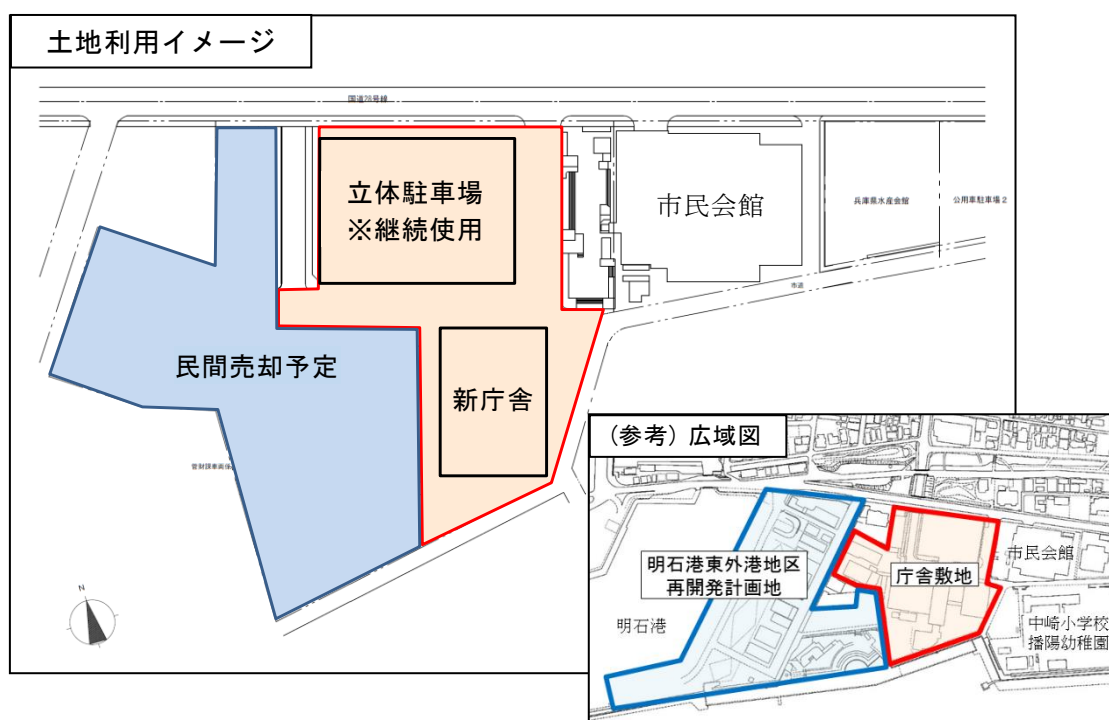 土地利用イメージ
国道28号線
立体駐車場
※継続使用
市民会館
兵庫県水産会館
公用車駐車場2
市道
民間売却予定
新庁舎
N
(参考) 広域図
明石港東外港地区
再開発計画地
庁舎敷地
市民会館
明石港
中崎小学校
播陽幼稚園